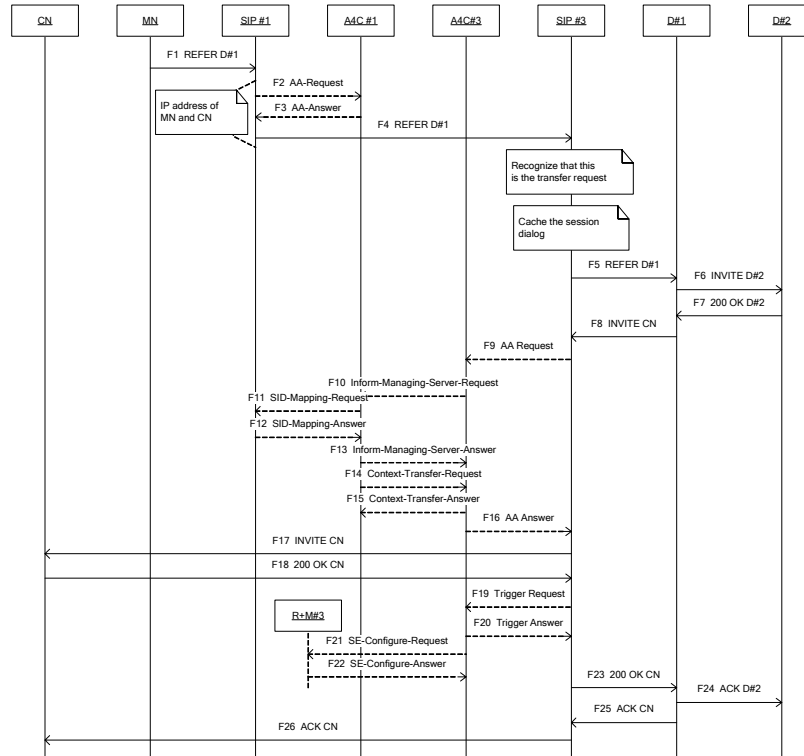 CN
MN
SIP #1
A4C #1
A4C#3
SIP #3
D#1
D#2
F1 REFER D#1
F2 AA-Request
IP address of
MN and CN
F3 AA-Answer
F4 REFER D#1
Recognize that this
is the transfer request
Cache the session
dialog
F5 REFER D#1
F6 INVITE D#2
F7 200 OK D#2
F8 INVITE CN
F9 AA Request
F10 Inform-Managing-Server-Request
F11 SID-Mapping-Request
F12 SID-Mapping-Answer
F13 Inform-Managing-Server-Answer
F14 Context-Transfer-Request
F15 Context-Transfer-Answer
F16 AA Answer
F17 INVITE CN
F18 200 OK CN
F19 Trigger Request
R+M#3
F20 Trigger Answer
F21 SE-Configure-Request
F22 SE-Configure-Answer
F23 200 OK CN
F24 ACK D#2
F25 ACK CN
F26 ACK CN